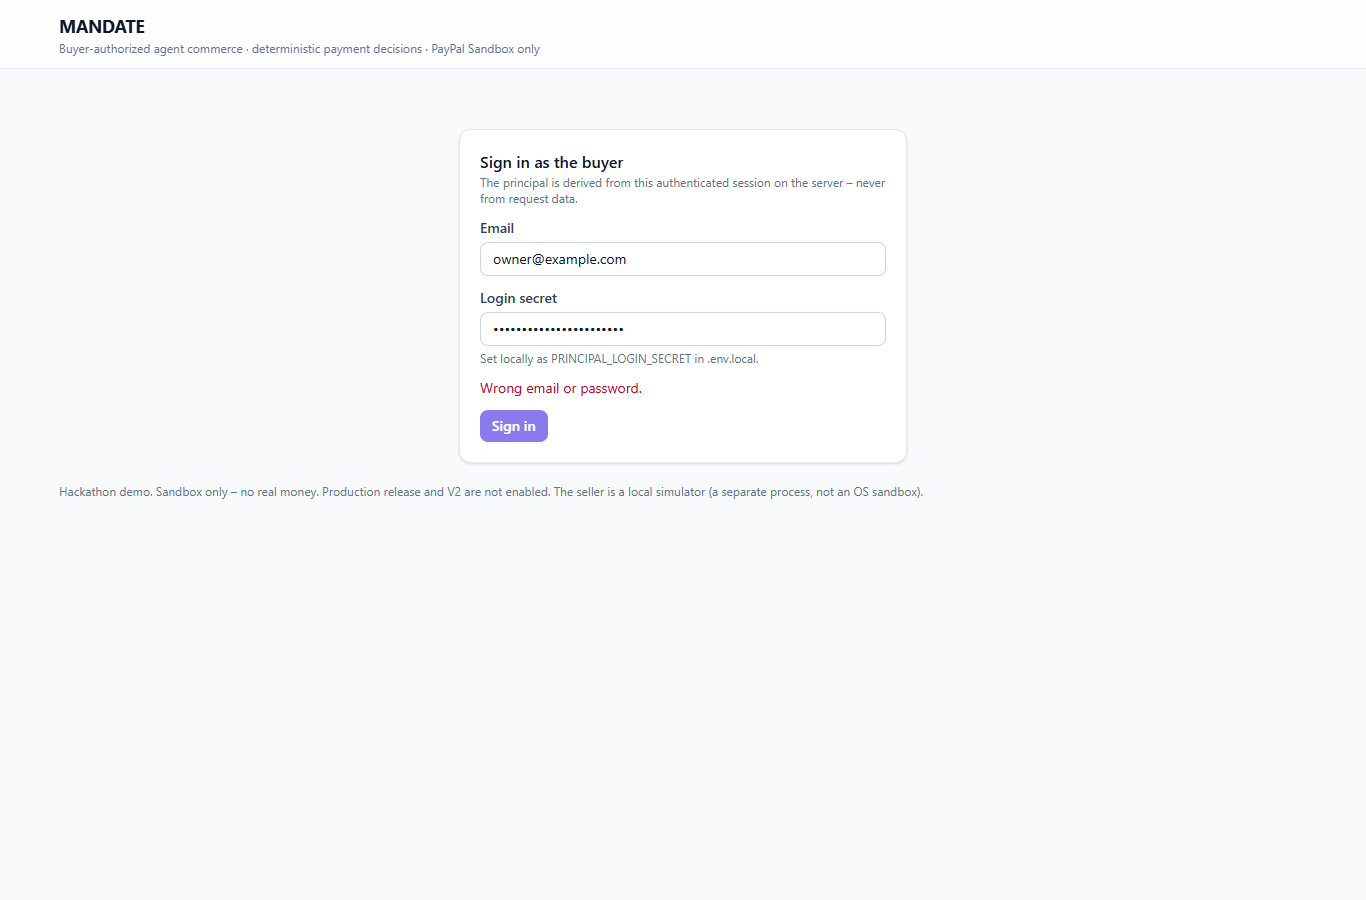 MANDATE
Buyer-authorized agent commerce · deterministic payment decisions · PayPal Sandbox only
Sign in as the buyer
The principal is derived from this authenticated session on the server – never
from request data.
Email
owner@example.com
Login secret
•••••••••••••••••••••••
Set locally as PRINCIPAL_LOGIN_SECRET in .env.local.
Wrong email or password.
Sign in
Hackathon demo. Sandbox only – no real money. Production release and V2 are not enabled. The seller is a local simulator (a separate process, not an OS sandbox).